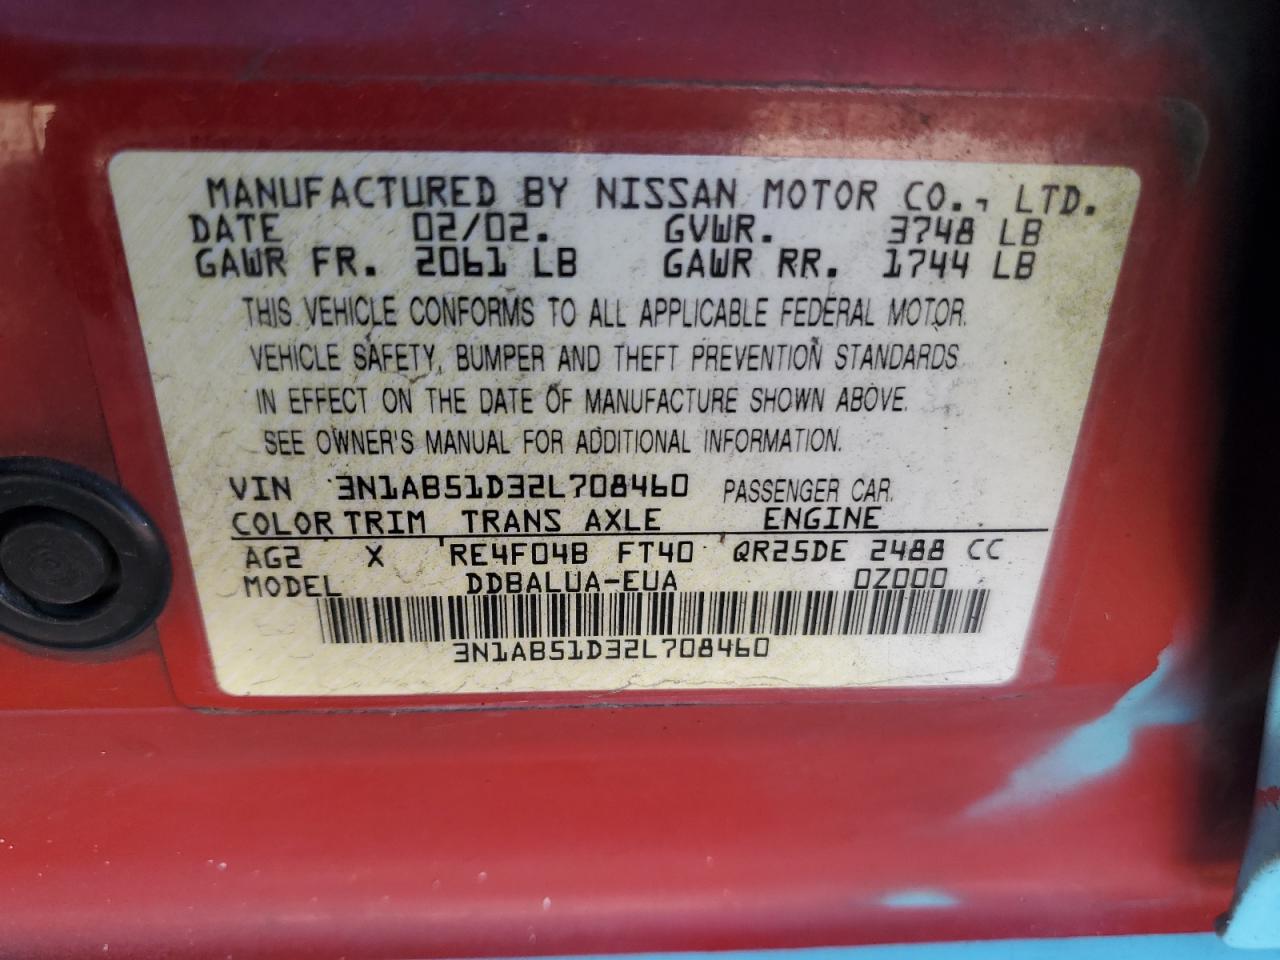 MANUFACTURED BY NISSAN MOTOR CO., LTD.
DATE 02/02. GVWR. 3748 LB
GAWR FR. 2061 LB GAWR RR. 1744 LB
THIS VEHICLE CONFORMS TO ALL APPLICABLE FEDERAL MOTOR
VEHICLE SAFETY, BUMPER AND THEFT PREVENTION STANDARDS
IN EFFECT ON THE DATE OF MANUFACTURE SHOWN ABOVE.
SEE OWNER'S MANUAL FOR ADDITIONAL INFORMATION.
VIN 3N1AB51D32L708460 PASSENGER CAR.
COLOR TRIM TRANS AXLE ENGINE
AG2 X RE4F04B FT40 QR25DE 2488 CC
MODEL DDBALUA-EUA 0Z000
3N1AB51D32L708460